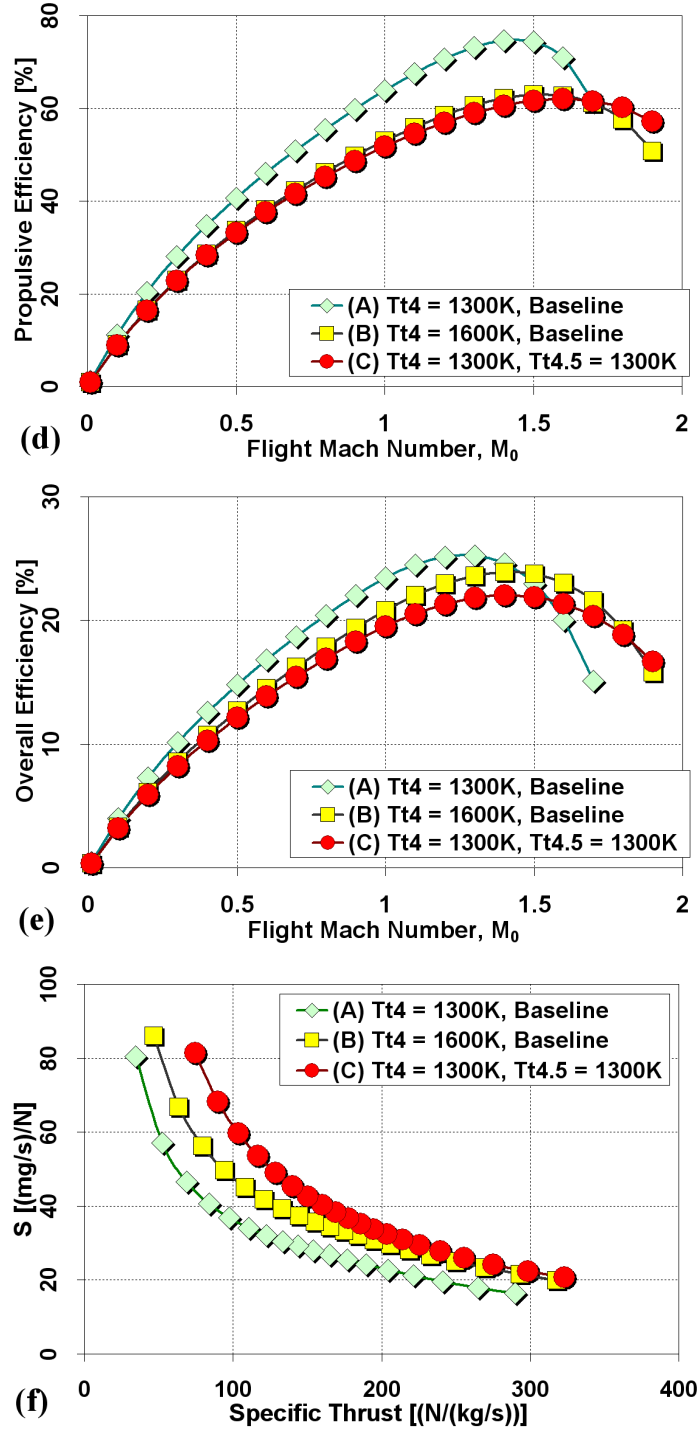 80
60
40
20
0
Propulsive Efficiency [%]
(A) Tt4 = 1300K, Baseline
(B) Tt4 = 1600K, Baseline
(C) Tt4 = 1300K, Tt4.5 = 1300K
0 0.5 1 1.5 2
(d)
Flight Mach Number, M₀
30
20
10
0
Overall Efficiency [%]
(A) Tt4 = 1300K, Baseline
(B) Tt4 = 1600K, Baseline
(C) Tt4 = 1300K, Tt4.5 = 1300K
0 0.5 1 1.5 2
(e)
Flight Mach Number, M₀
100
80
60
40
20
0
S [(mg/s)/N]
(A) Tt4 = 1300K, Baseline
(B) Tt4 = 1600K, Baseline
(C) Tt4 = 1300K, Tt4.5 = 1300K
0 100 200 300 400
(f)
Specific Thrust [(N/(kg/s))]